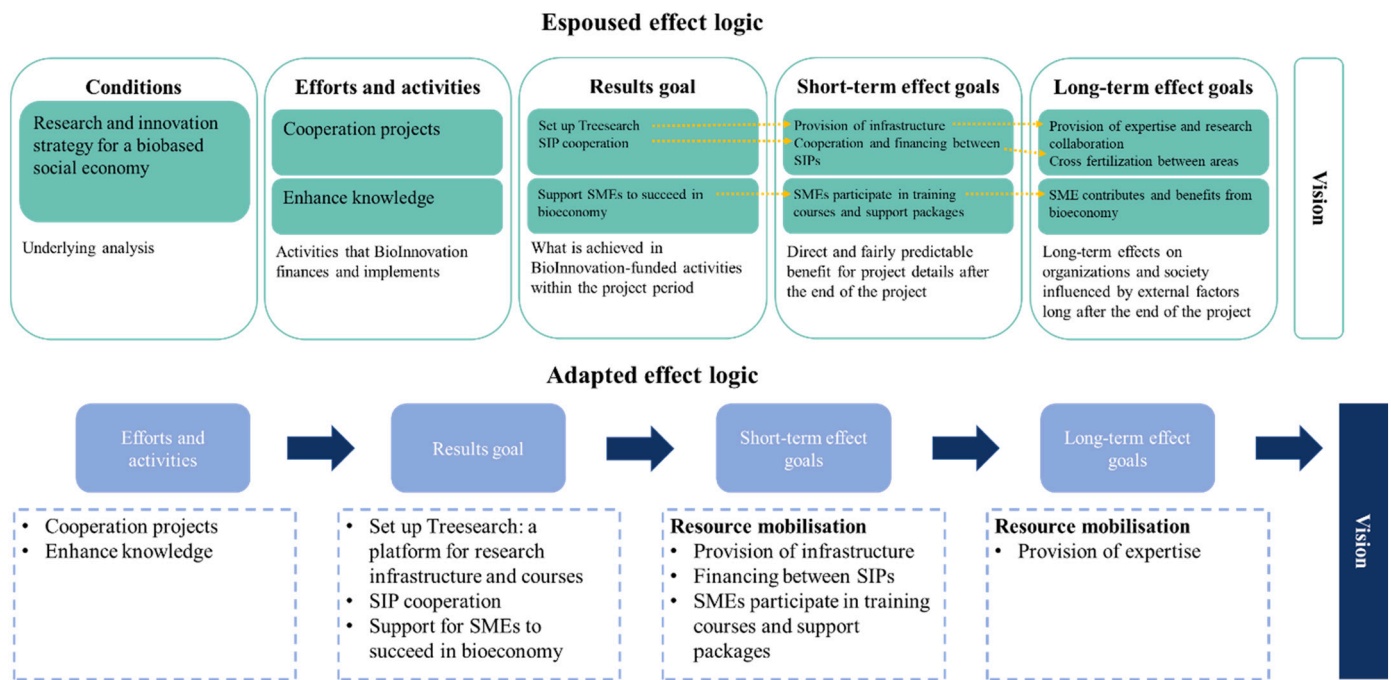 Espoused effect logic
Conditions
Research and innovation
strategy for a biobased
social economy
Underlying analysis
Efforts and activities
Cooperation projects
Enhance knowledge
Activities that BioInnovation
finances and implements
Results goal
Set up Treesearch
SIP cooperation
Support SMEs to succeed in
bioeconomy
What is achieved in
BioInnovation-funded activities
within the project period
Short-term effect goals
Provision of infrastructure
Cooperation and financing between
SIPs
SMEs participate in training
courses and support packages
Direct and fairly predictable
benefit for project details after
the end of the project
Long-term effect goals
Provision of expertise and research
collaboration
Cross fertilization between areas
SME contributes and benefits from
bioeconomy
Long-term effects on
organizations and society
influenced by external factors
long after the end of the project
Vision
Adapted effect logic
Efforts and
activities
• Cooperation projects
• Enhance knowledge
Results goal
• Set up Treesearch: a
platform for research
infrastructure and courses
• SIP cooperation
• Support for SMEs to
succeed in bioeconomy
Short-term effect
goals
Resource mobilisation
• Provision of infrastructure
• Financing between SIPs
• SMEs participate in training
courses and support
packages
Long-term effect
goals
Resource mobilisation
• Provision of expertise
Vision